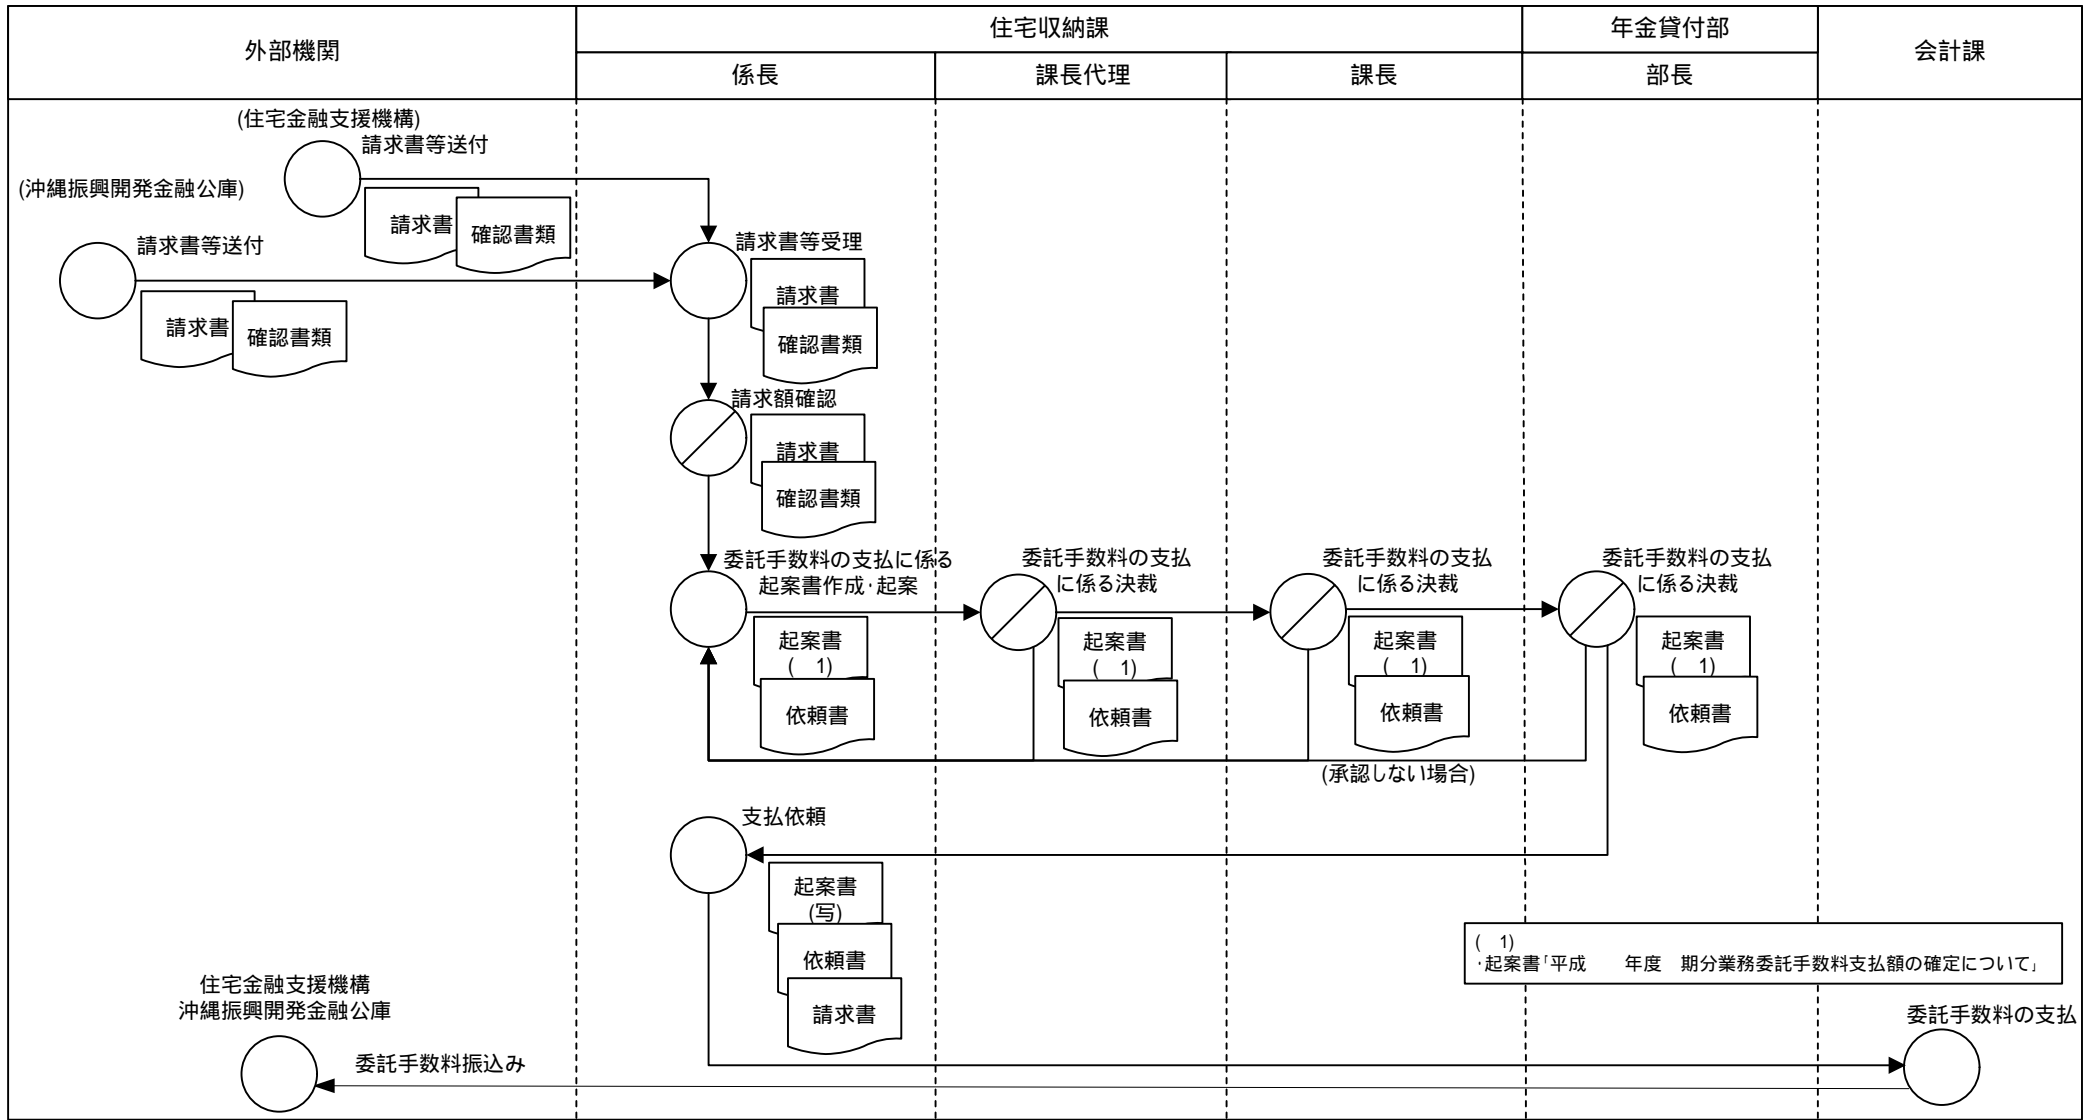 外部機関
住宅収納課
年金貸付部
会計課
係長
課長代理
課長
部長
(住宅金融支援機構)
請求書等送付
(沖縄振興開発金融公庫)
請求書
確認書類
請求書等送付
請求書
確認書類
請求書等受理
請求書
確認書類
請求額確認
請求書
確認書類
委託手数料の支払に係る
起案書作成・起案
委託手数料の支払
に係る決裁
委託手数料の支払
に係る決裁
委託手数料の支払
に係る決裁
起案書
( 1)
依頼書
起案書
( 1)
依頼書
起案書
( 1)
依頼書
起案書
( 1)
依頼書
(承認しない場合)
支払依頼
起案書
(写)
依頼書
請求書
( 1)
・起案書「平成　　年度　期分業務委託手数料支払額の確定について」
住宅金融支援機構
沖縄振興開発金融公庫
委託手数料振込み
委託手数料の支払